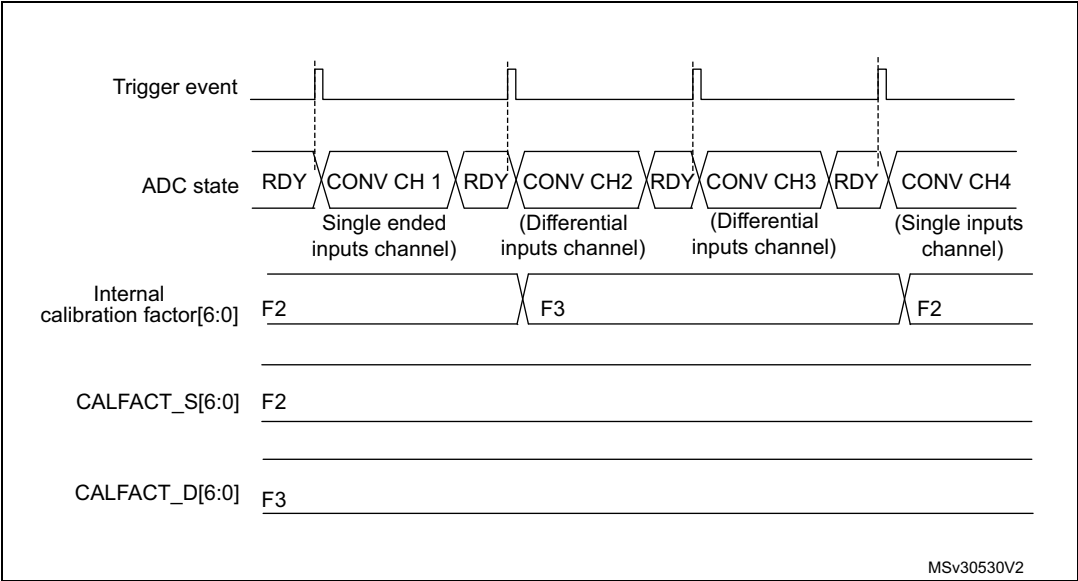 Trigger event
ADC state
RDY
CONV CH 1
RDY
CONV CH2
RDY
CONV CH3
RDY
CONV CH4
Single ended
inputs channel)
(Differential
inputs channel)
(Differential
inputs channel)
(Single inputs
channel)
Internal
calibration factor[6:0]
F2
F3
F2
CALFACT_S[6:0]
F2
CALFACT_D[6:0]
F3
MSv30530V2